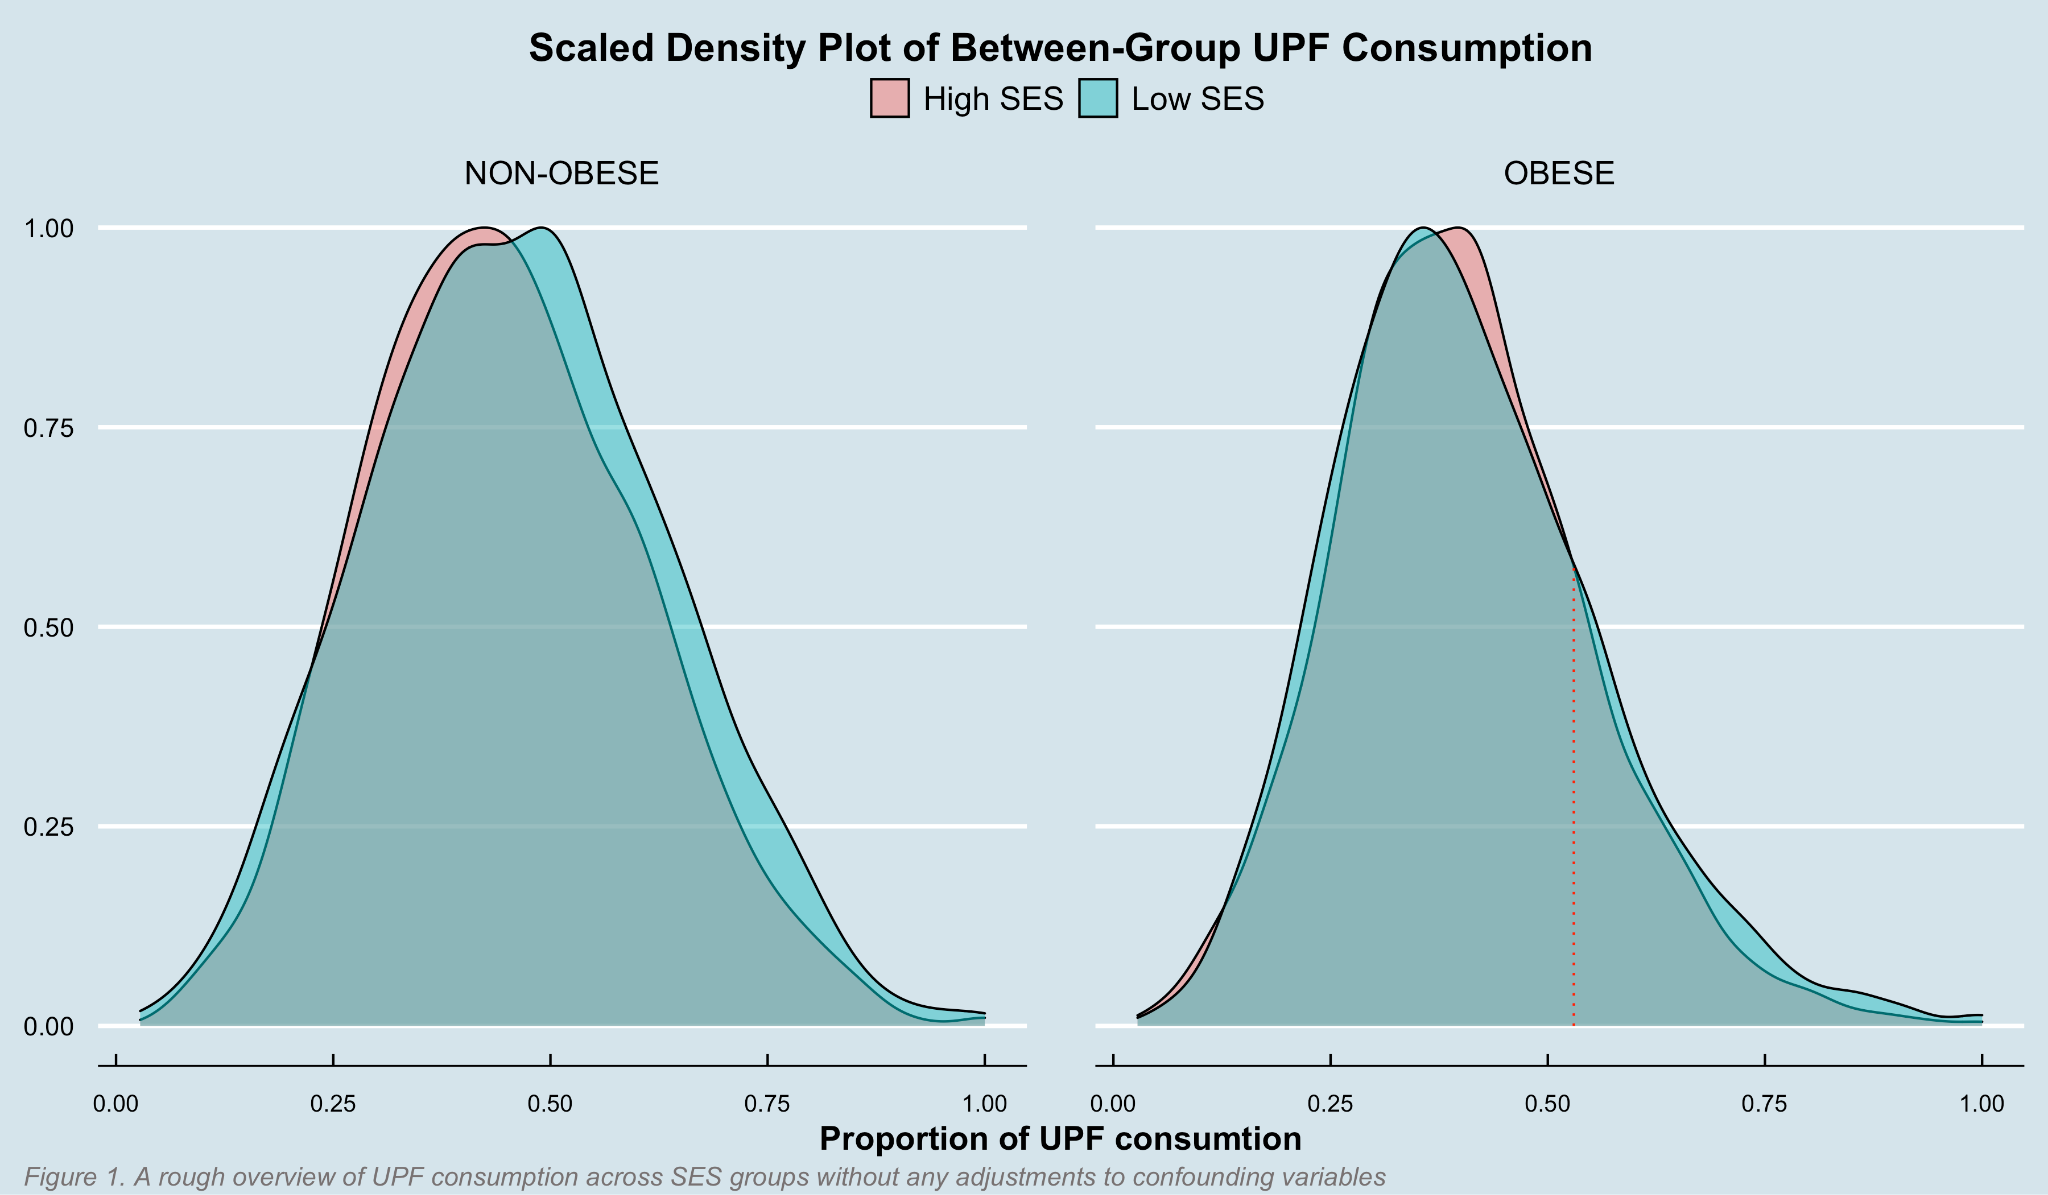 Scaled Density Plot of Between-Group UPF Consumption
High SES Low SES
NON-OBESE OBESE
1.00
0.75
0.50
0.25
0.00
0.00 0.25 0.50 0.75 1.00 0.00 0.25 0.50 0.75 1.00
Proportion of UPF consumtion
Figure 1. A rough overview of UPF consumption across SES groups without any adjustments to confounding variables